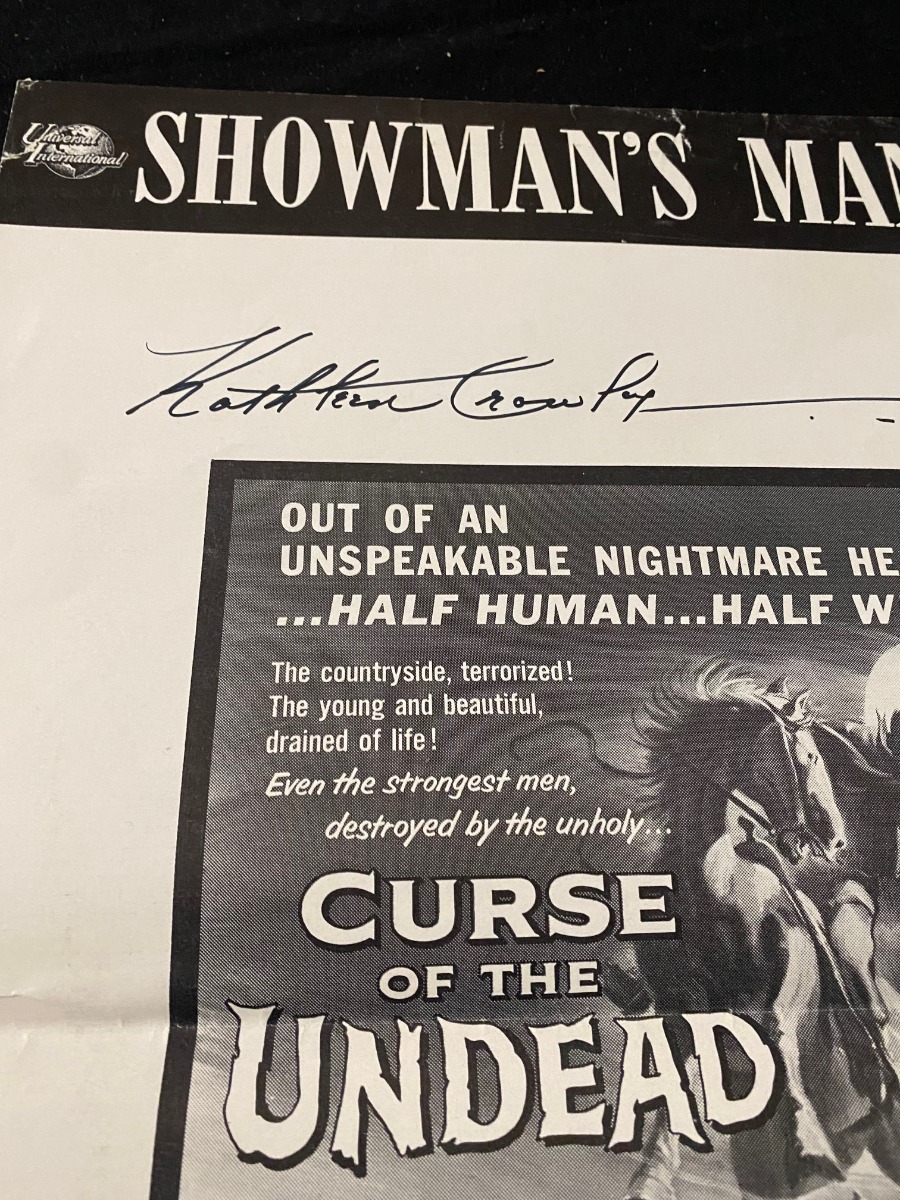 Universal International
SHOWMAN'S MAN
Kathleen Crowley
OUT OF AN
UNSPEAKABLE NIGHTMARE HE
...HALF HUMAN...HALF W
The countryside, terrorized!
The young and beautiful,
drained of life!
Even the strongest men,
destroyed by the unholy...
CURSE
OF THE
UNDEAD